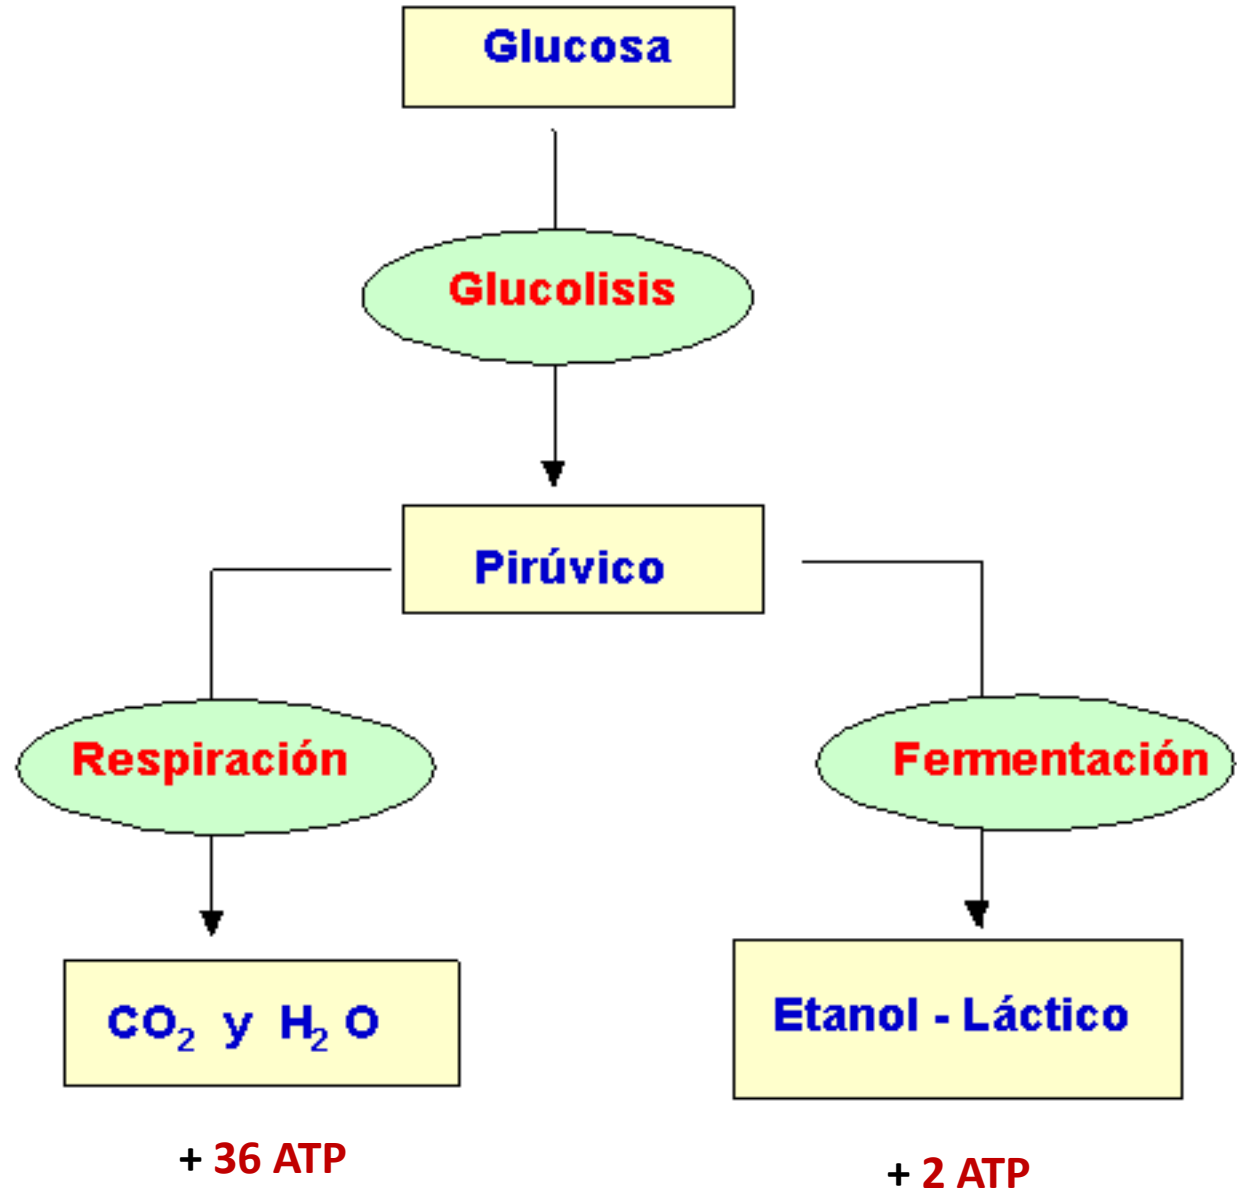 Glucosa
Glucolisis
Pirúvico
Respiración
Fermentación
CO₂ y H₂ O
Etanol - Láctico
+ 36 ATP
+ 2 ATP